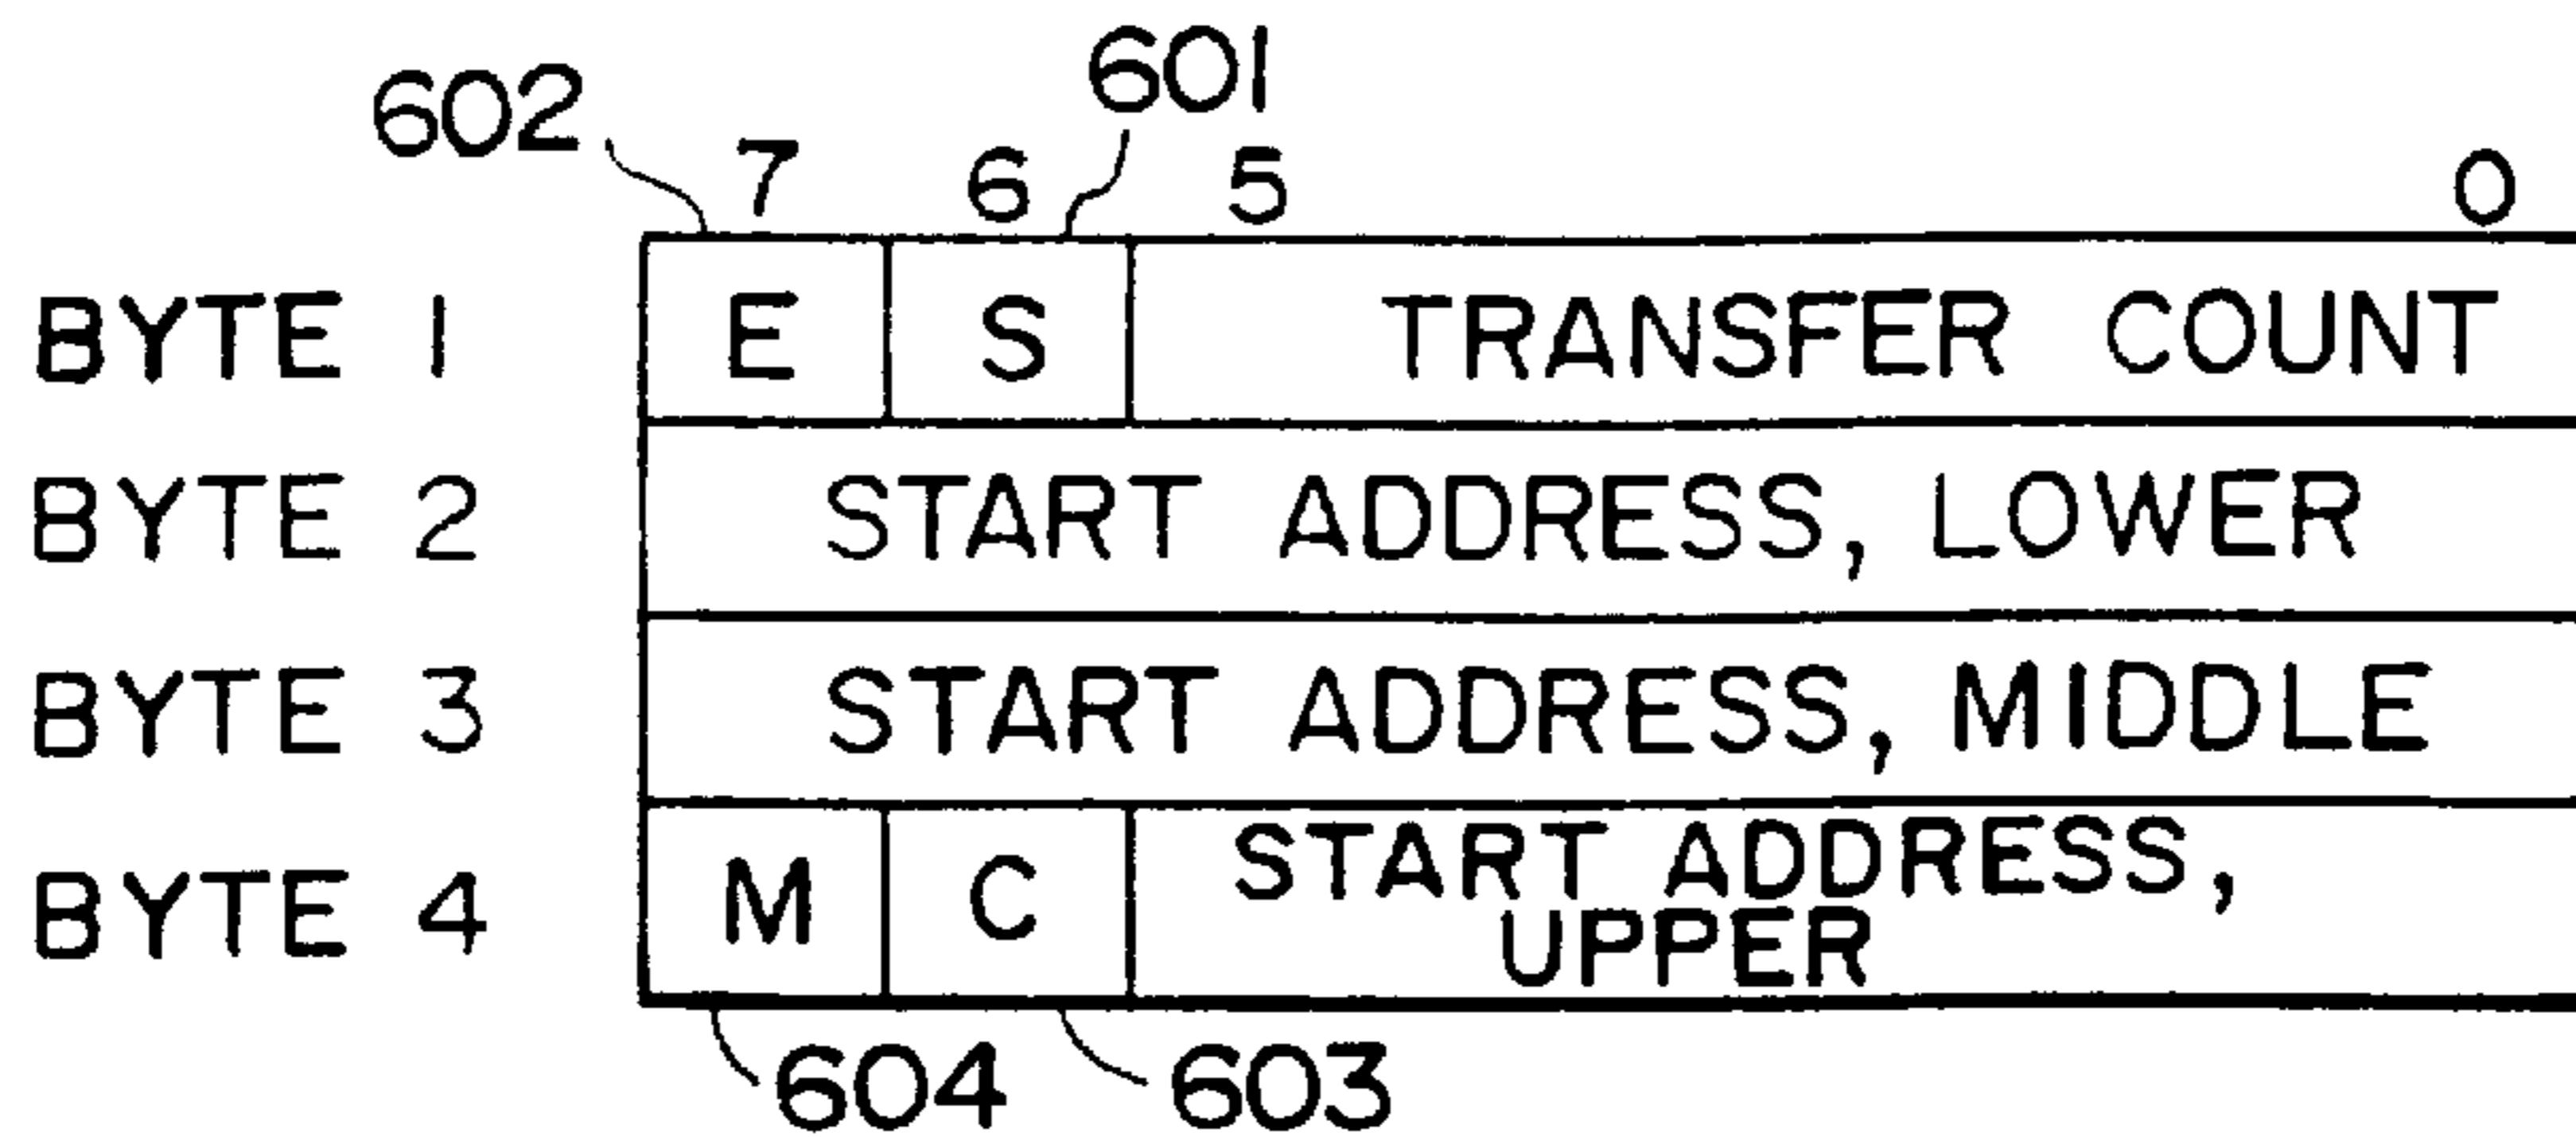 602 601
7 6 5 0
BYTE 1 E S TRANSFER COUNT
BYTE 2 START ADDRESS, LOWER
BYTE 3 START ADDRESS, MIDDLE
BYTE 4 M C START ADDRESS,
UPPER
604 603